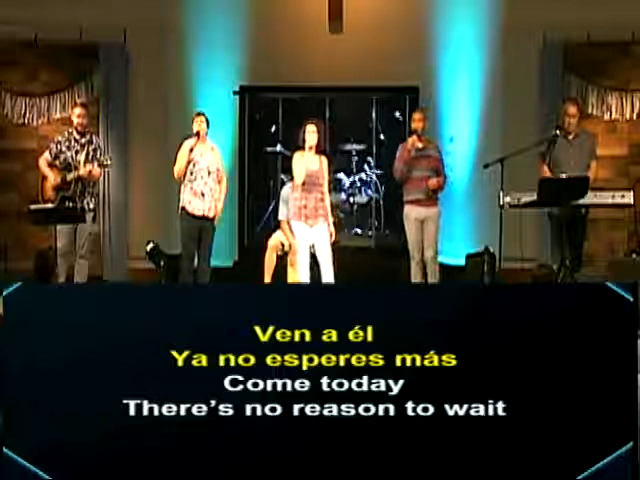 Ven a él
Ya no esperes más
Come today
There's no reason to wait